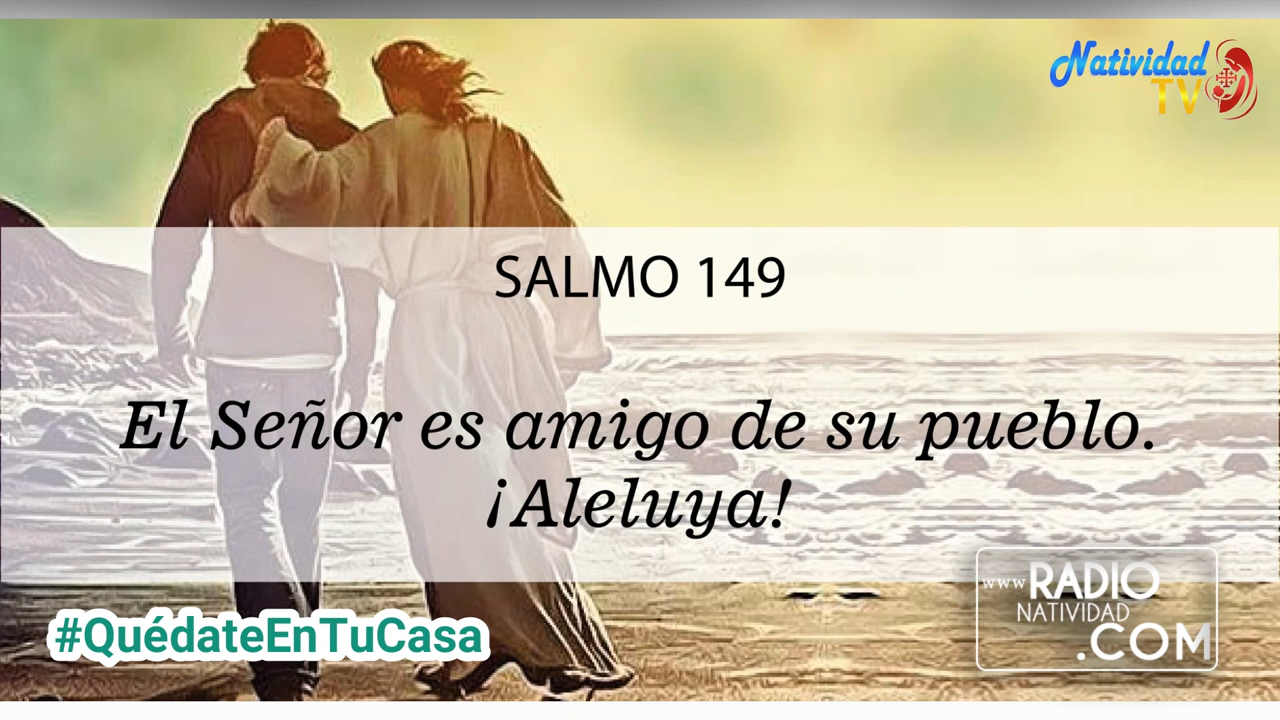 Natividad
TV
SALMO 149
El Señor es amigo de su pueblo.
¡Aleluya!
#QuédateEnTuCasa
www RADIO
NATIVIDAD
.COM